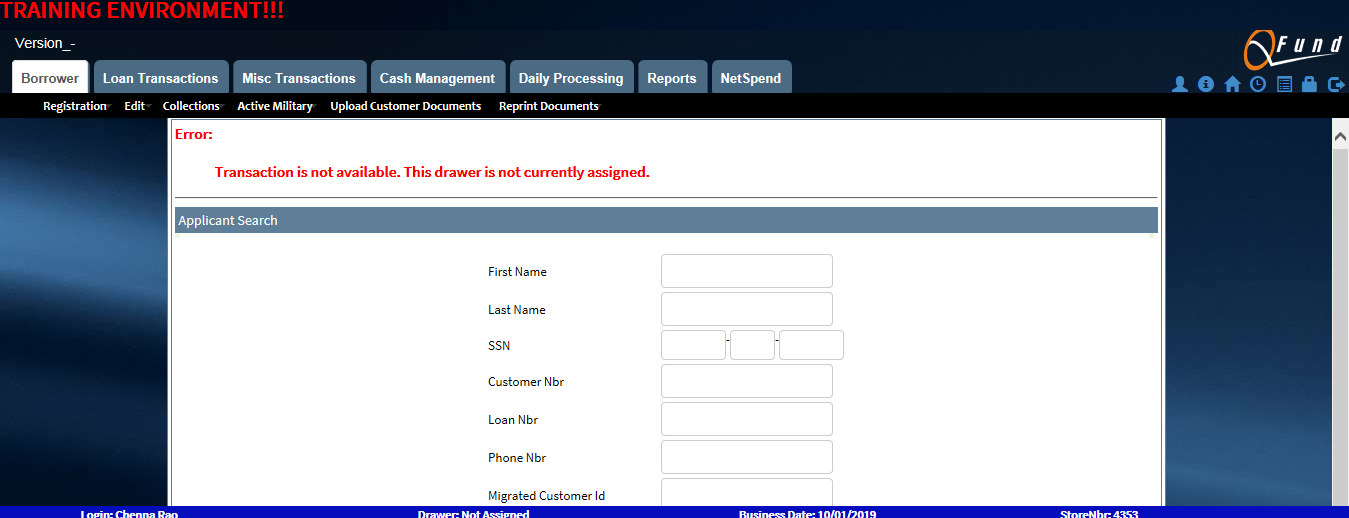 TRAINING ENVIRONMENT!!!
Version_-
QFund
Borrower Loan Transactions Misc Transactions Cash Management Daily Processing Reports NetSpend
Registration Edit Collections Active Military Upload Customer Documents Reprint Documents
Error:
Transaction is not available. This drawer is not currently assigned.
Applicant Search
First Name
Last Name
SSN - -
Customer Nbr
Loan Nbr
Phone Nbr
Migrated Customer Id
Login: Chenna Rao Drawer: Not Assigned Business Date: 10/01/2019 StoreNbr: 4353